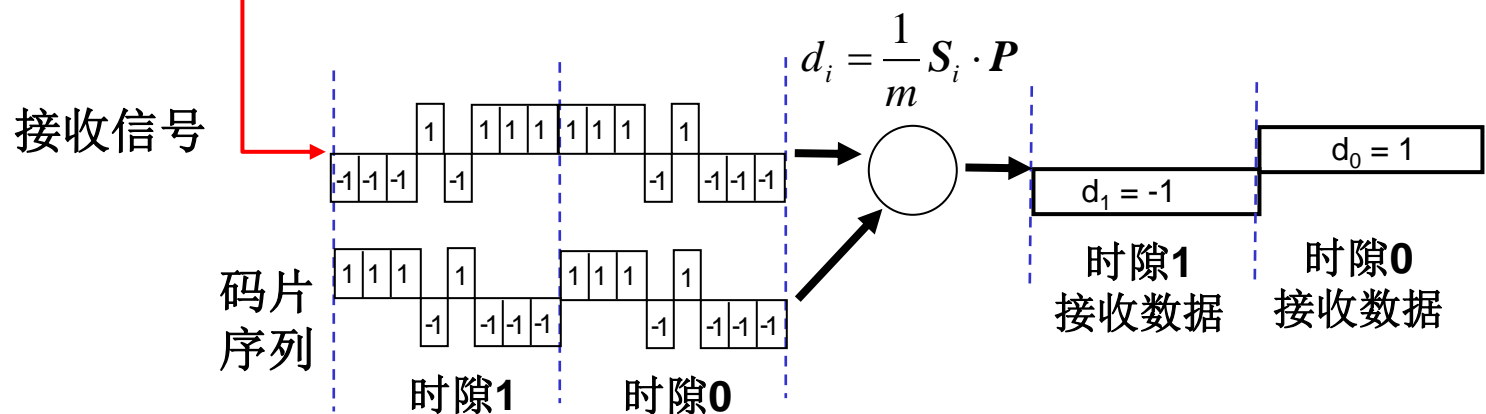 d_i = \frac{1}{m} S_i · P
接收信号
-1 -1 -1 1 -1 1 1 1 1 1 1 -1 1 -1 -1 -1
d_0 = 1
d_1 = -1
码片
序列
1 1 1 -1 1 -1 -1 -1 1 1 1 -1 1 -1 -1 -1
时隙1
接收数据
时隙0
接收数据
时隙1
时隙0